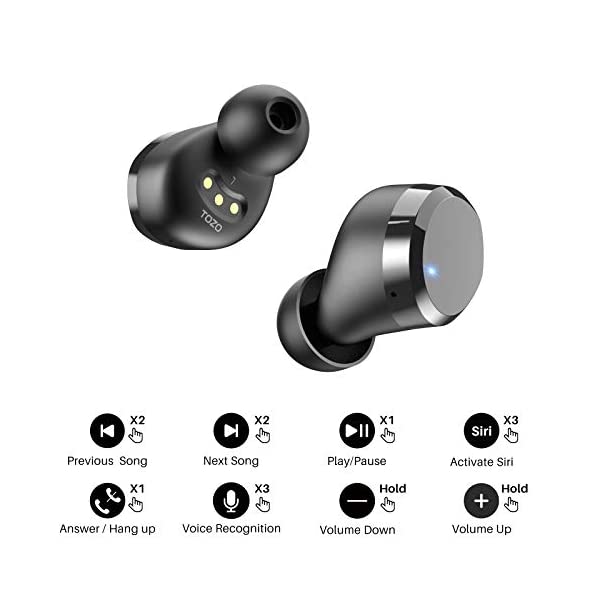 L
TOZO
X2
Previous Song
X2
Next Song
X1
Play/Pause
Siri
X3
Activate Siri
X1
Answer / Hang up
X3
Voice Recognition
Hold
Volume Down
Hold
Volume Up